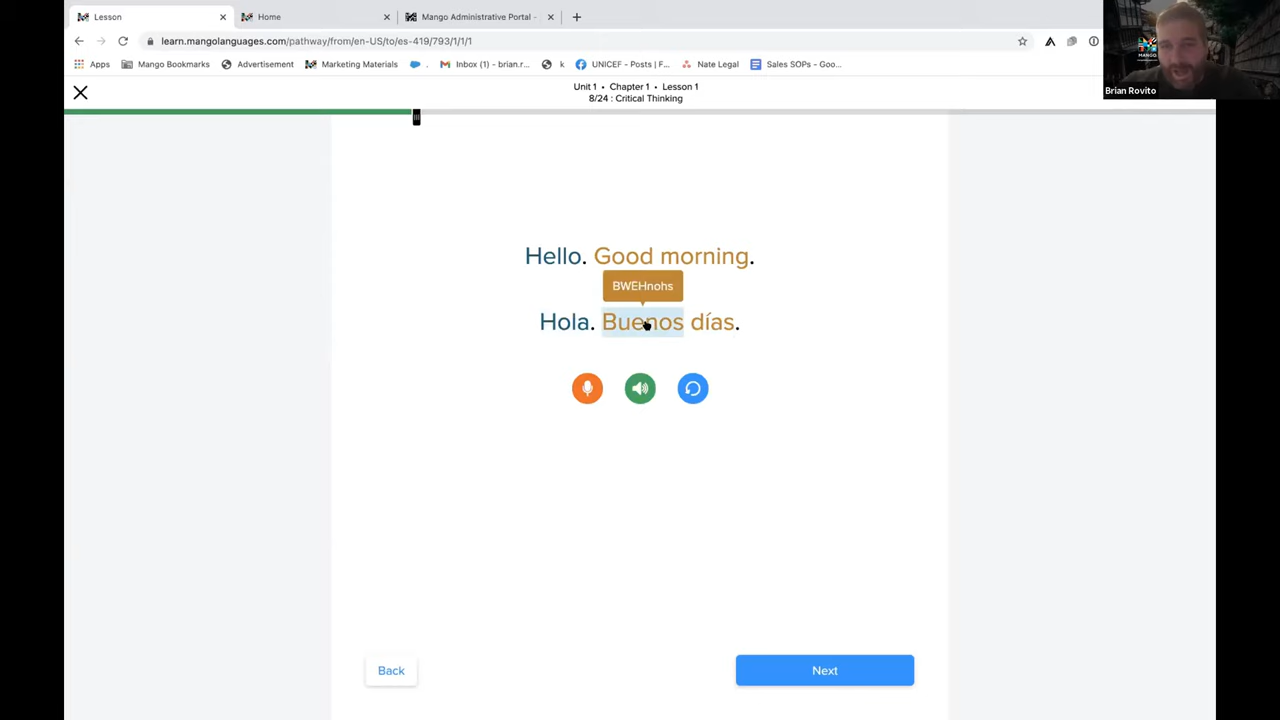 Lesson
Home
Mango Administrative Portal -
learn.mangolanguages.com/pathway/from/en-US/to/es-419/793/1/1/1
Apps
Mango Bookmarks
Advertisement
Marketing Materials
.
Inbox (1) - brian.r...
k
UNICEF - Posts | F...
Nate Legal
Sales SOPs - Goo...
MANGO
Brian Rovito
Unit 1 • Chapter 1 • Lesson 1
8/24 : Critical Thinking
Hello. Good morning.
BWEHnohs
Hola. Buenos días.
Back
Next